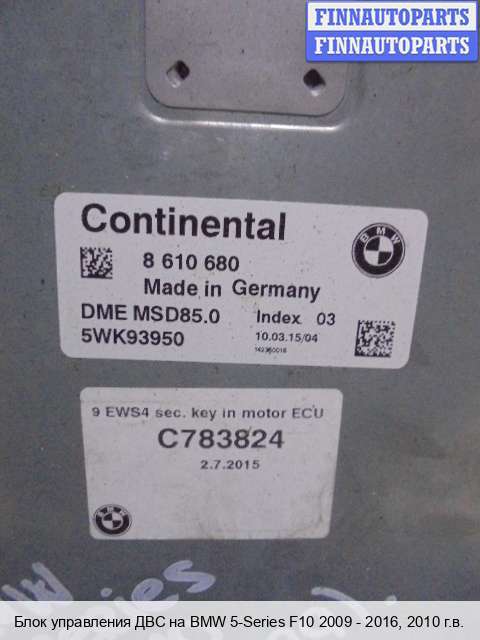 FINNAUTOPARTS
FINNAUTOPARTS
Continental
8 610 680
Made in Germany
DME MSD85.0 Index 03
5WK93950 10.03.15/04
BMW
9 EWS4 sec. key in motor ECU
C783824
2.7.2015
Блок управления ДВС на BMW 5-Series F10 2009 - 2016, 2010 г.в.